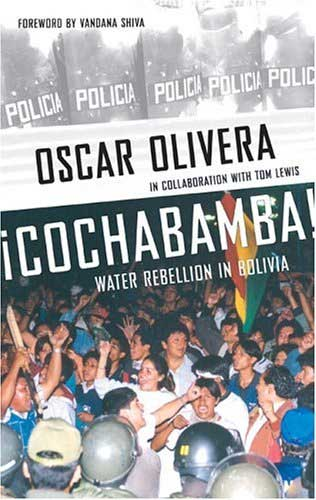 FOREWORD BY VANDANA SHIVA
POLICIA POLICIA POLICIA POLICIA POLIC
OSCAR OLIVERA
IN COLLABORATION WITH TOM LEWIS
¡COCHABAMBA!
WATER REBELLION IN BOLIVIA